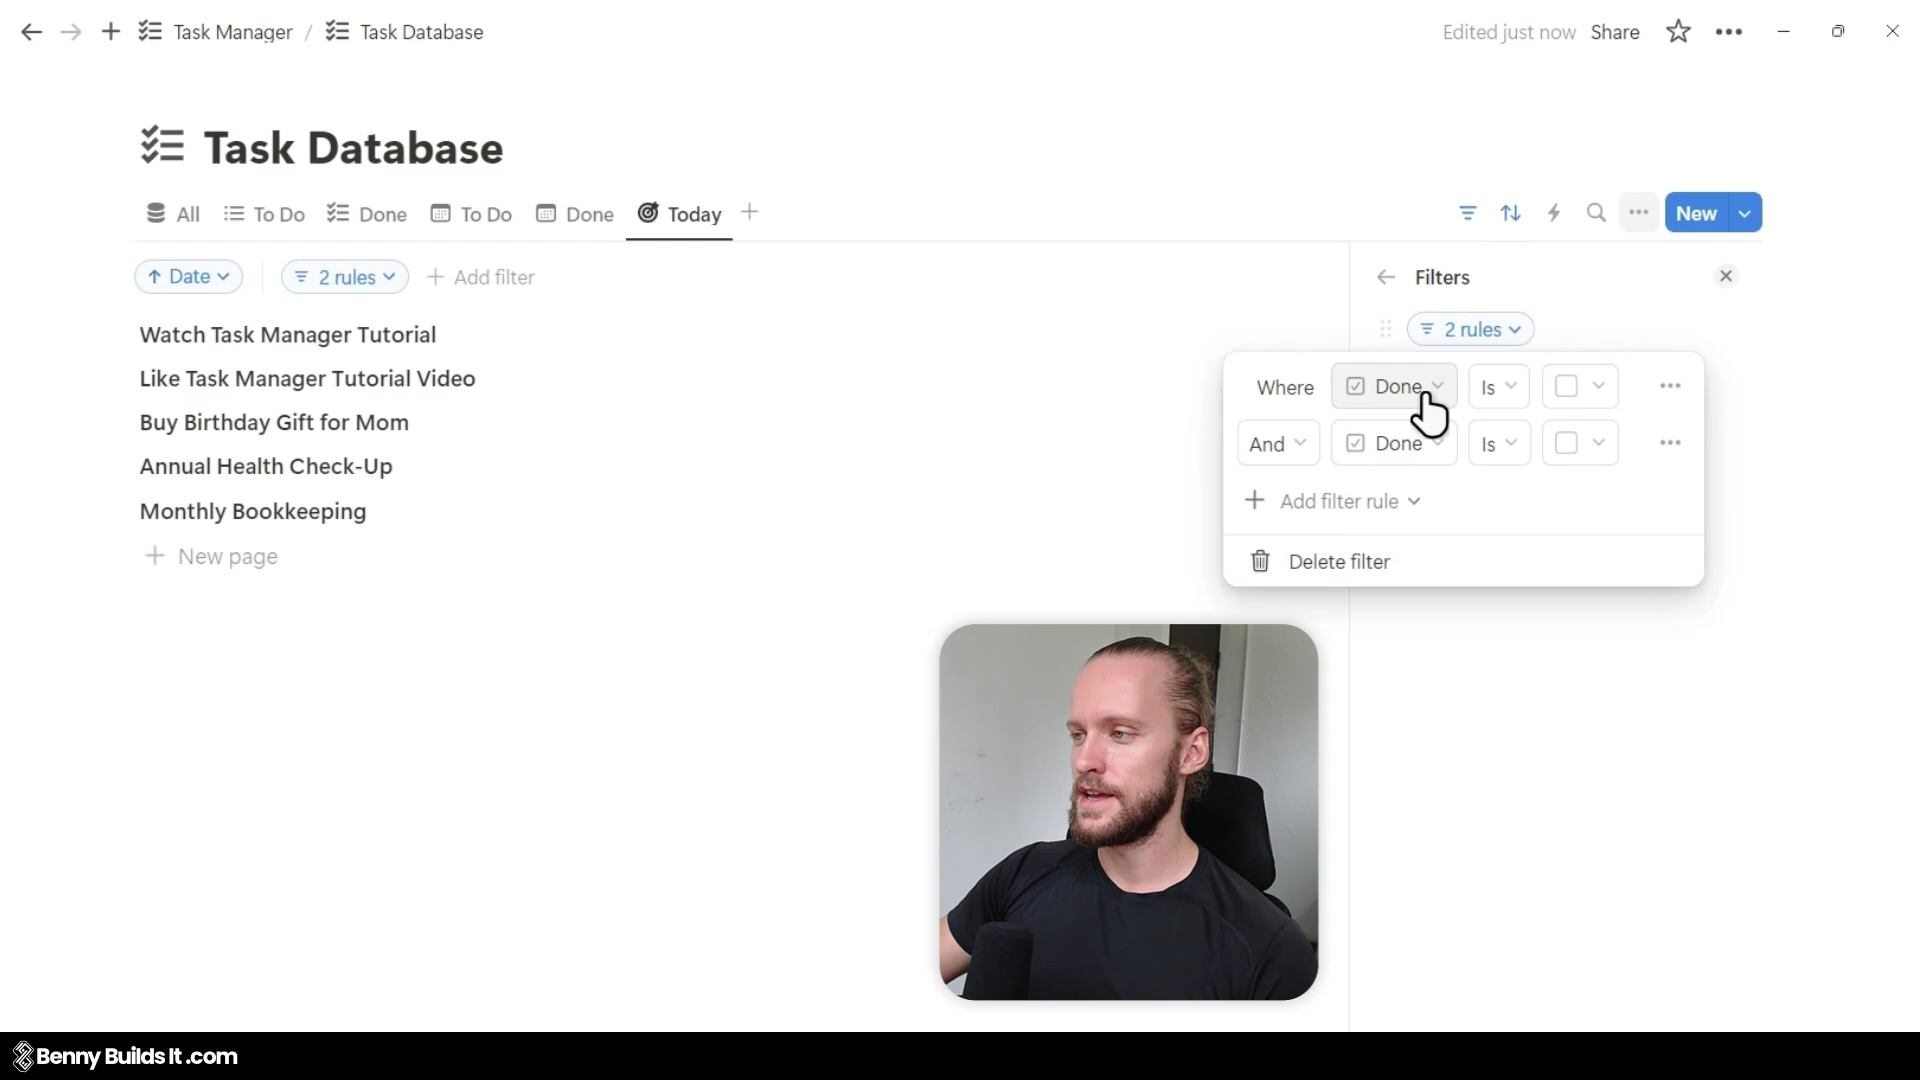 Task Manager / Task Database
Edited just now Share
Task Database
All To Do Done To Do Done Today
New
Date 2 rules Add filter
Filters
2 rules
Watch Task Manager Tutorial
Like Task Manager Tutorial Video
Buy Birthday Gift for Mom
Annual Health Check-Up
Monthly Bookkeeping
New page
Where Done Is
And Done Is
Add filter rule
Delete filter
Benny Builds It .com